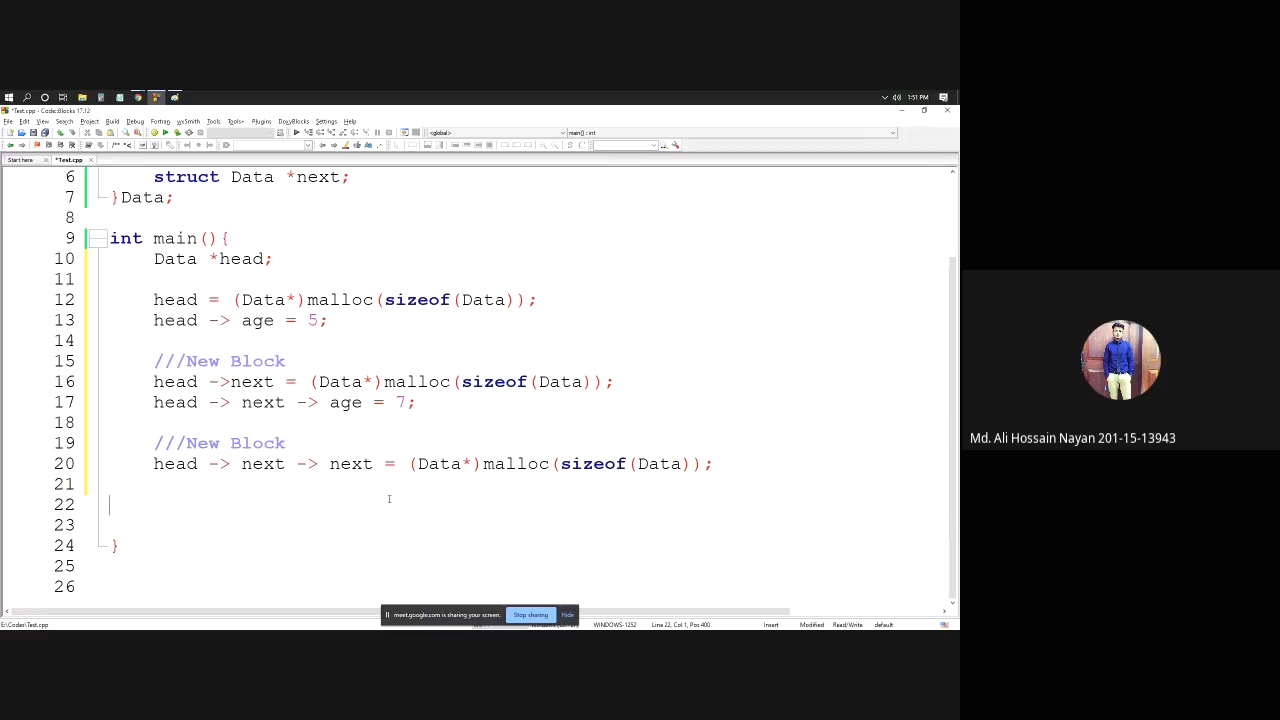 1:51 PM
*Test.cpp - Code::Blocks 17.12
File Edit View Search Project Build Debug Fortran wxSmith Tools Tools+ Plugins DoxyBlocks Settings Help
<global> main() : int
Start here *Test.cpp
6 struct Data *next;
7 }Data;
8
9 int main(){
10 Data *head;
11
12 head = (Data*)malloc(sizeof(Data));
13 head -> age = 5;
14
15 ///New Block
16 head ->next = (Data*)malloc(sizeof(Data));
17 head -> next -> age = 7;
18
19 ///New Block
20 head -> next -> next = (Data*)malloc(sizeof(Data));
21
22
23
24 }
25
26
meet.google.com is sharing your screen. Stop sharing Hide
E:\Codes\Test.cpp WINDOWS-1252 Line 22, Col 1, Pos 400 Insert Modified Read/Write default
Md. Ali Hossain Nayan 201-15-13943